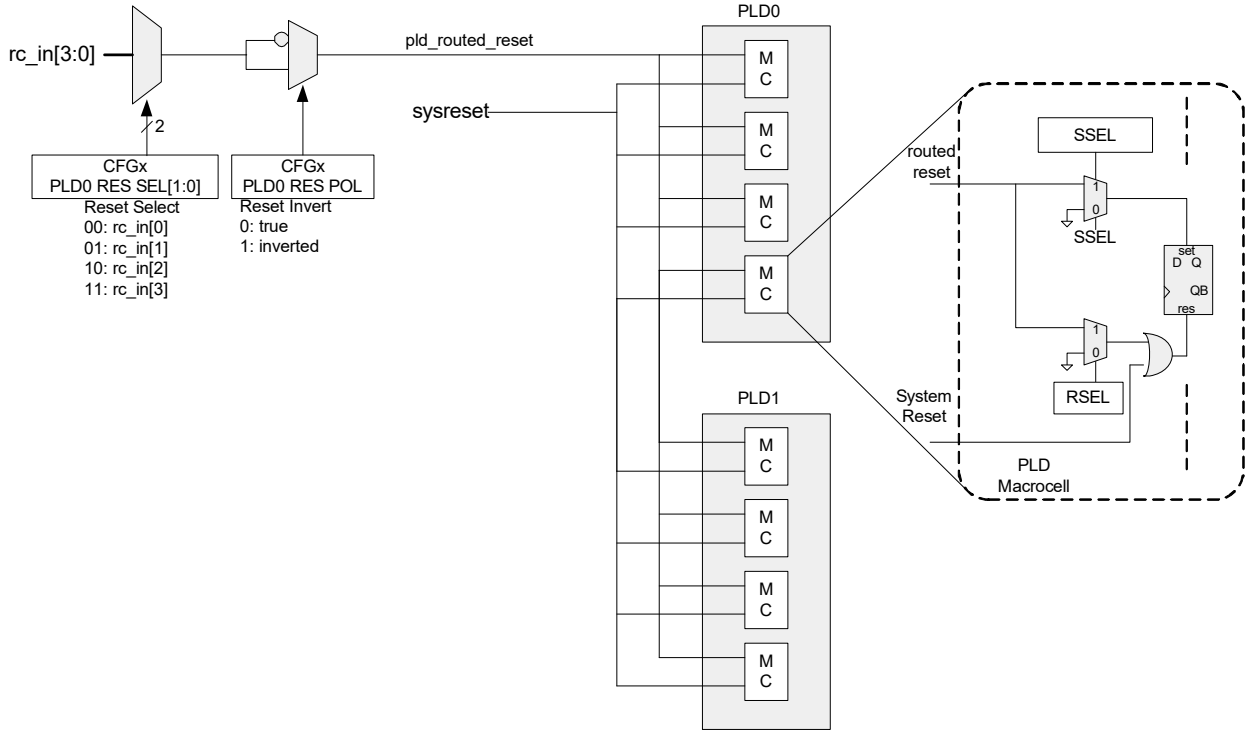 rc_in[3:0]
2
CFGx
PLD0 RES SEL[1:0]
Reset Select
00: rc_in[0]
01: rc_in[1]
10: rc_in[2]
11: rc_in[3]
CFGx
PLD0 RES POL
Reset Invert
0: true
1: inverted
pld_routed_reset
sysreset
PLD0
M
C
M
C
M
C
M
C
PLD1
M
C
M
C
M
C
M
C
routed
reset
SSEL
1
0
SSEL
set
D Q
QB
res
1
0
RSEL
System
Reset
PLD
Macrocell